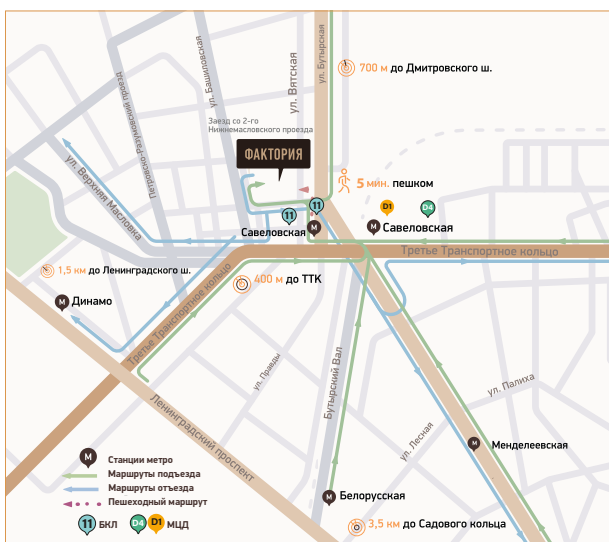 700 м до Дмитровского ш.
ул. Бутырская
ул. Вятская
ул. Башиловская
Петровско-Разумовский проезд
Заезд со 2-го
Нижнемасловского проезда
ФАКТОРИЯ
ул. Верхняя Масловка
5 мин. пешком
11
11
D1
D4
Савеловская
М
М
Савеловская
Третье Транспортное кольцо
1,5 км до Ленинградского ш.
400 м до ТТК
М
Динамо
Третье Транспортное кольцо
ул. Правды
Бутырский Вал
ул. Палиха
Ленинградский проспект
ул. Лесная
М
Менделеевская
М
Станции метро
Маршруты подъезда
Маршруты отъезда
Пешеходный маршрут
М
Белорусская
11 БКЛ
D4
D1
МЦД
3,5 км до Садового кольца